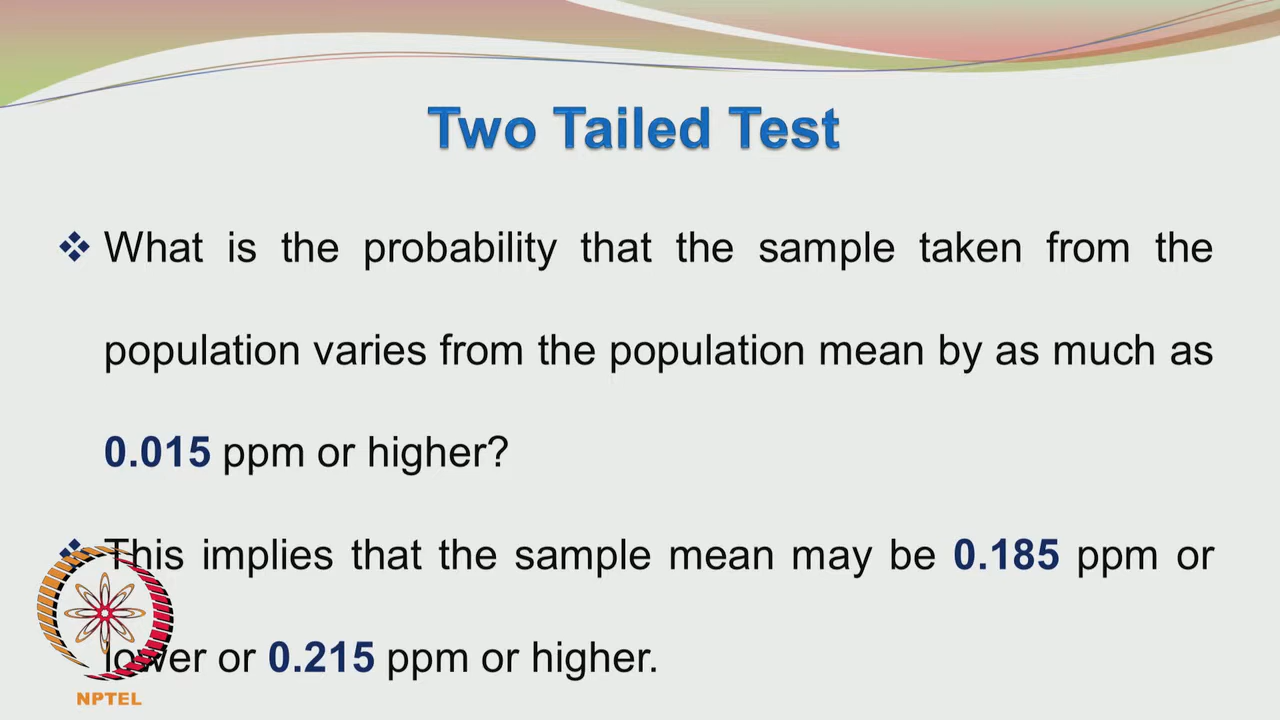 Two Tailed Test
What is the probability that the sample taken from the
population varies from the population mean by as much as
0.015 ppm or higher?
This implies that the sample mean may be 0.185 ppm or
lower or 0.215 ppm or higher.
NPTEL